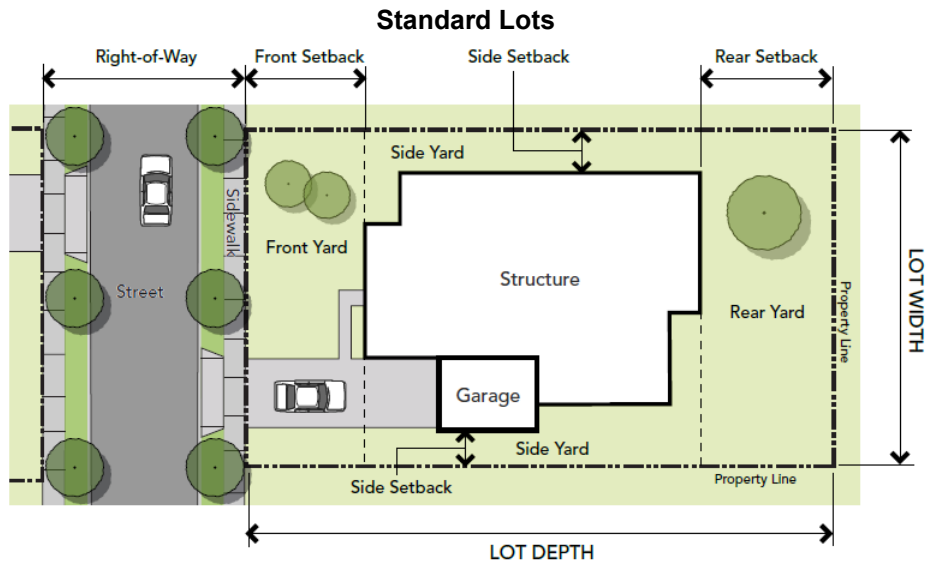 Standard Lots
Right-of-Way
Front Setback
Side Setback
Rear Setback
Side Yard
Sidewalk
Front Yard
Structure
Street
Rear Yard
Property Line
LOT WIDTH
Garage
Side Yard
Side Setback
Property Line
LOT DEPTH